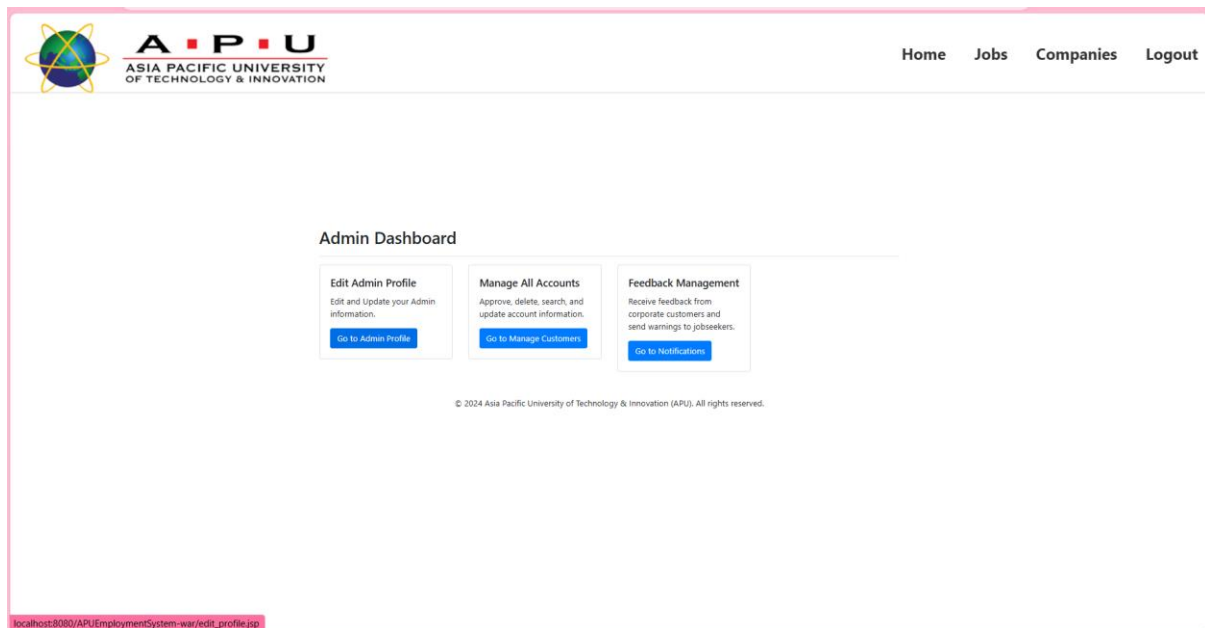 A P U
ASIA PACIFIC UNIVERSITY
OF TECHNOLOGY & INNOVATION
Home Jobs Companies Logout
Admin Dashboard
Edit Admin Profile
Edit and Update your Admin
information.
Go to Admin Profile
Manage All Accounts
Approve, delete, search, and
update account information.
Go to Manage Customers
Feedback Management
Receive feedback from
corporate customers and
send warnings to jobseekers.
Go to Notifications
© 2024 Asia Pacific University of Technology & Innovation (APU). All rights reserved.
localhost:8080/APUEmploymentSystem-war/edit_profile.jsp